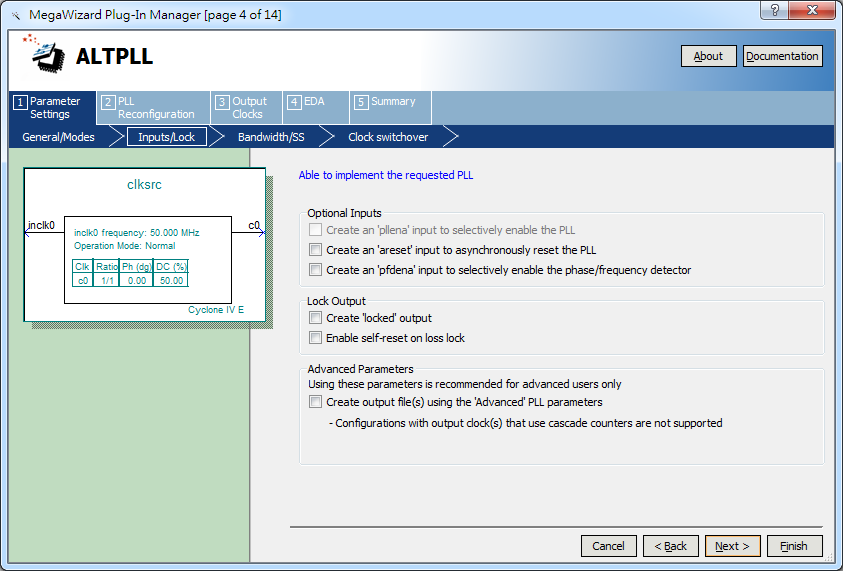 MegaWizard Plug-In Manager [page 4 of 14]
?
ALTPLL
About
Documentation
1 Parameter Settings
2 PLL Reconfiguration
3 Output Clocks
4 EDA
5 Summary
General/Modes
Inputs/Lock
Bandwidth/SS
Clock switchover
clksrc
inclk0
c0
inclk0 frequency: 50.000 MHz
Operation Mode: Normal
Clk Ratio Ph (dg) DC (%)
c0 1/1 0.00 50.00
Cyclone IV E
Able to implement the requested PLL
Optional Inputs
Create an 'pllena' input to selectively enable the PLL
Create an 'areset' input to asynchronously reset the PLL
Create an 'pfdena' input to selectively enable the phase/frequency detector
Lock Output
Create 'locked' output
Enable self-reset on loss lock
Advanced Parameters
Using these parameters is recommended for advanced users only
Create output file(s) using the 'Advanced' PLL parameters
- Configurations with output clock(s) that use cascade counters are not supported
Cancel
< Back
Next >
Finish